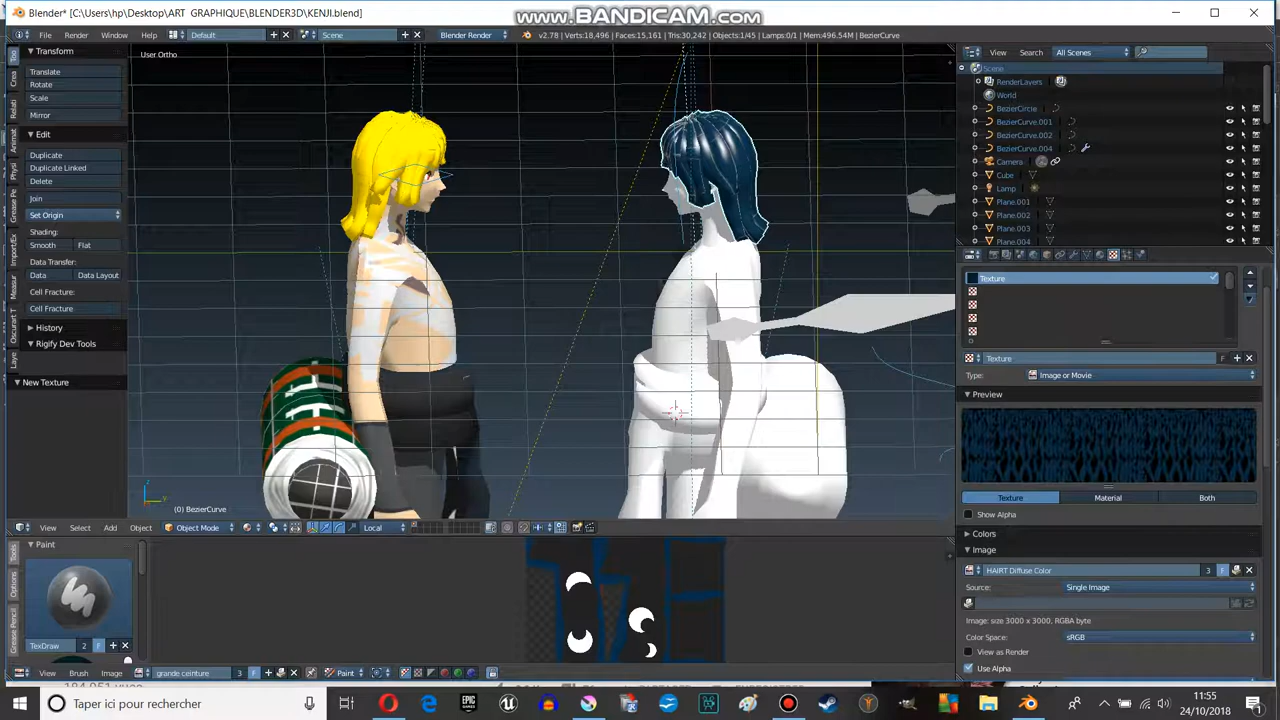 Blender* [C:\Users\hp\Desktop\ART GRAPHIQUE\BLENDER3D\KENJI.blend]
www.BANDICAM.com
File Render Window Help Default Scene Blender Render v2.78 | Verts:18,496 | Faces:15,161 | Tris:30,242 | Objects:1/45 | Lamps:0/1 | Mem:496.54M | BezierCurve
Transform
Translate
Rotate
Scale
Mirror
Edit
Duplicate
Duplicate Linked
Delete
Join
Set Origin
Shading:
Smooth Flat
Data Transfer:
Data Data Layout
Cell Fracture:
Cell Fracture
History
Rigify Dev Tools
New Texture
User Ortho
(0) BezierCurve
View Select Add Object Object Mode Local
View Search All Scenes
Scene
RenderLayers
World
BezierCircle
BezierCurve.001
BezierCurve.002
BezierCurve.004
Camera
Cube
Lamp
Plane.001
Plane.002
Plane.003
Plane.004
Texture
Texture F
Type: Image or Movie
Preview
Texture Material Both
Show Alpha
Colors
Image
HAIRT Diffuse Color 3 F
Source: Single Image
Image: size 3000 x 3000, RGBA byte
Color Space: sRGB
View as Render
Use Alpha
Tools
Options
Grease Pencil
Paint
TexDraw 2 F
View Brush Image grande ceinture 3 F Paint
Taper ici pour rechercher
11:55
24/10/2018